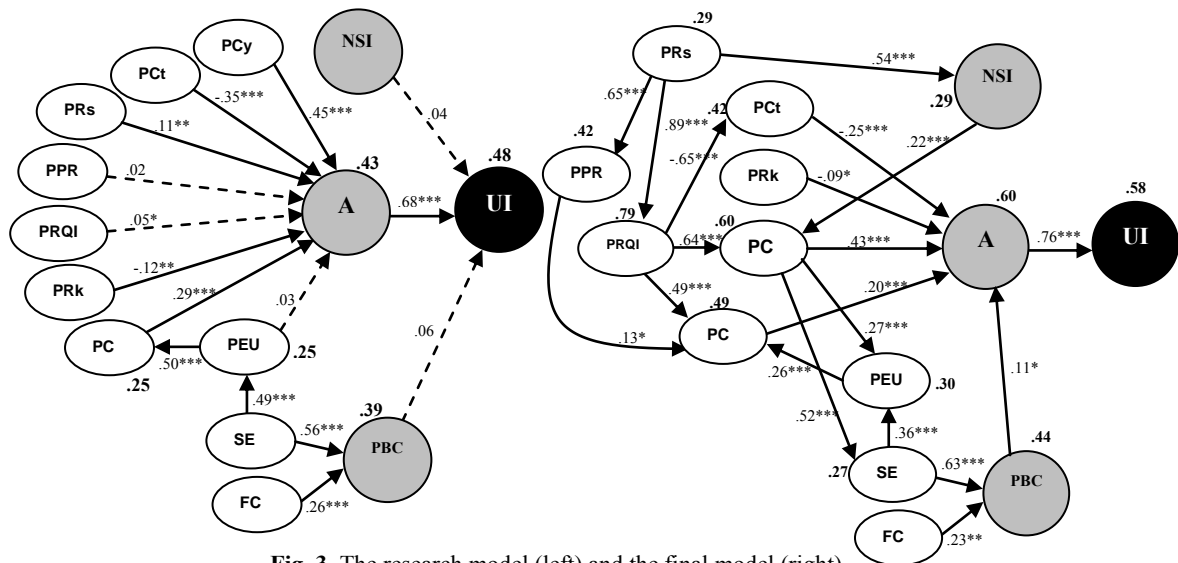 PCy
NSI
PCt
-.35***
.45***
.04
PRs
.11**
PPR
.02
.43
.48
A
.68***
UI
PRQI
.05*
PRk
-.12**
.29***
.03
.06
PC
.50***
PEU
.25
.25
.49***
.39
SE
.56***
PBC
FC
.26***
.29
PRs
.54***
NSI
.29
.65***
.89***
.42
PCt
-.65***
-.25***
.22***
.42
PPR
PRk
-.09*
.79
.60
.60
.58
PRQI
.64***
PC
.43***
A
.76***
UI
.49***
.49
PC
.20***
.13*
.27***
.26***
PEU
.30
.11*
.52***
.36***
.44
.27
SE
.63***
PBC
FC
.23**
Fig. 3. The research model (left) and the final model (right)